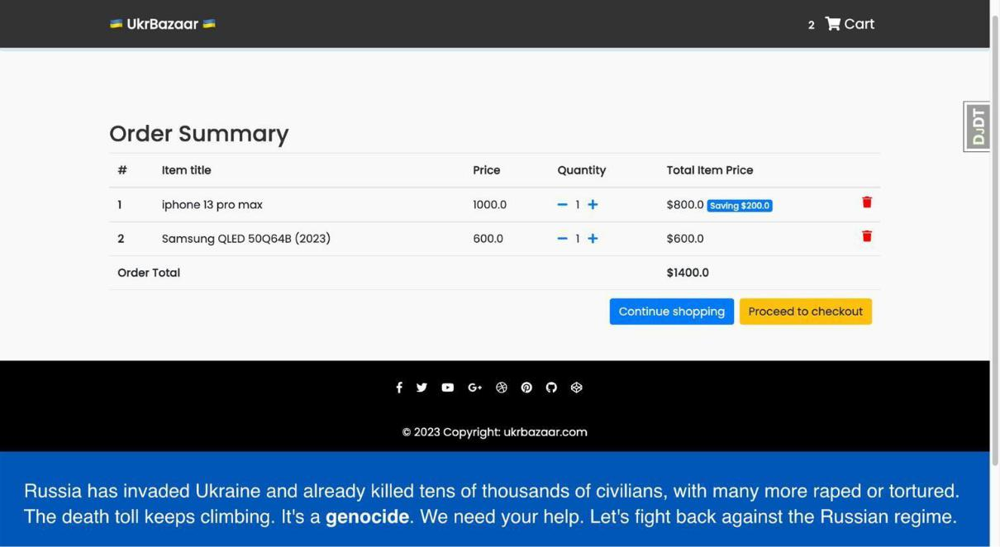 UkrBazaar
2 Cart
DJDT
Order Summary
# Item title Price Quantity Total Item Price
1 iphone 13 pro max 1000.0 − 1 + $800.0 Saving $200.0
2 Samsung QLED 50Q64B (2023) 600.0 − 1 + $600.0
Order Total $1400.0
Continue shopping Proceed to checkout
© 2023 Copyright: ukrbazaar.com
Russia has invaded Ukraine and already killed tens of thousands of civilians, with many more raped or tortured.
The death toll keeps climbing. It's a genocide. We need your help. Let's fight back against the Russian regime.